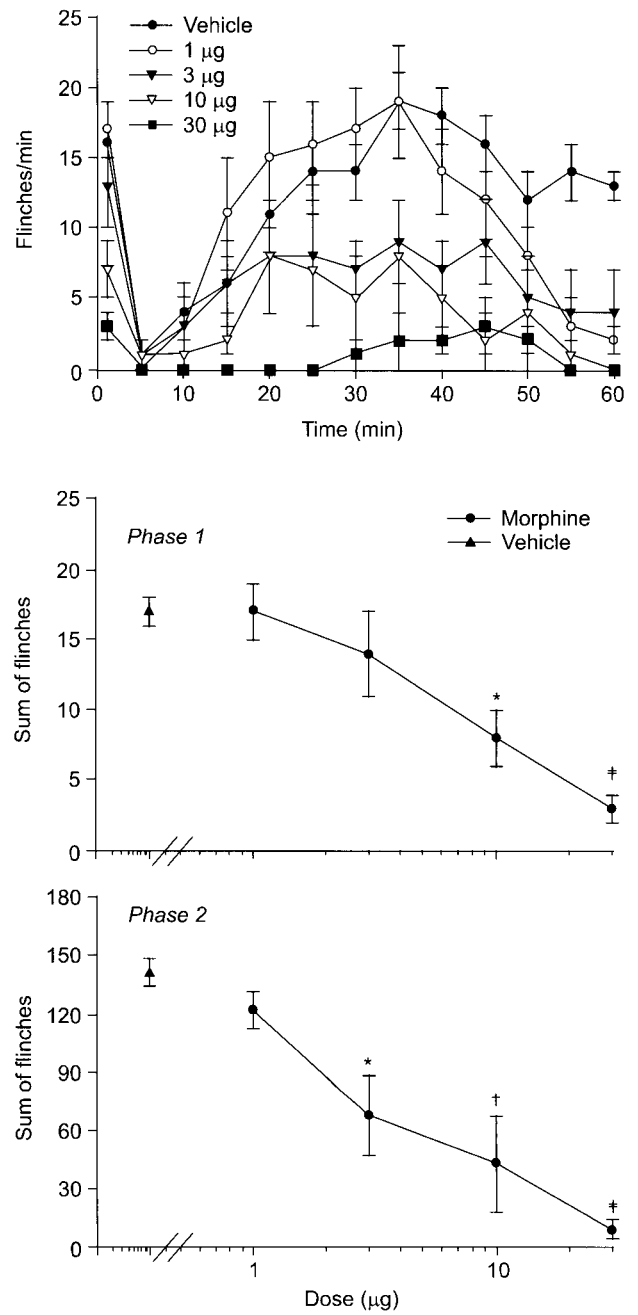 Vehicle
1 μg
3 μg
10 μg
30 μg
25
20
15
10
5
0
Flinches/min
0 10 20 30 40 50 60
Time (min)
25
20
15
10
5
0
Sum of flinches
Phase 1
Morphine
Vehicle
*
‡
180
150
120
90
60
30
0
Sum of flinches
Phase 2
*
†
‡
1 10
Dose (μg)